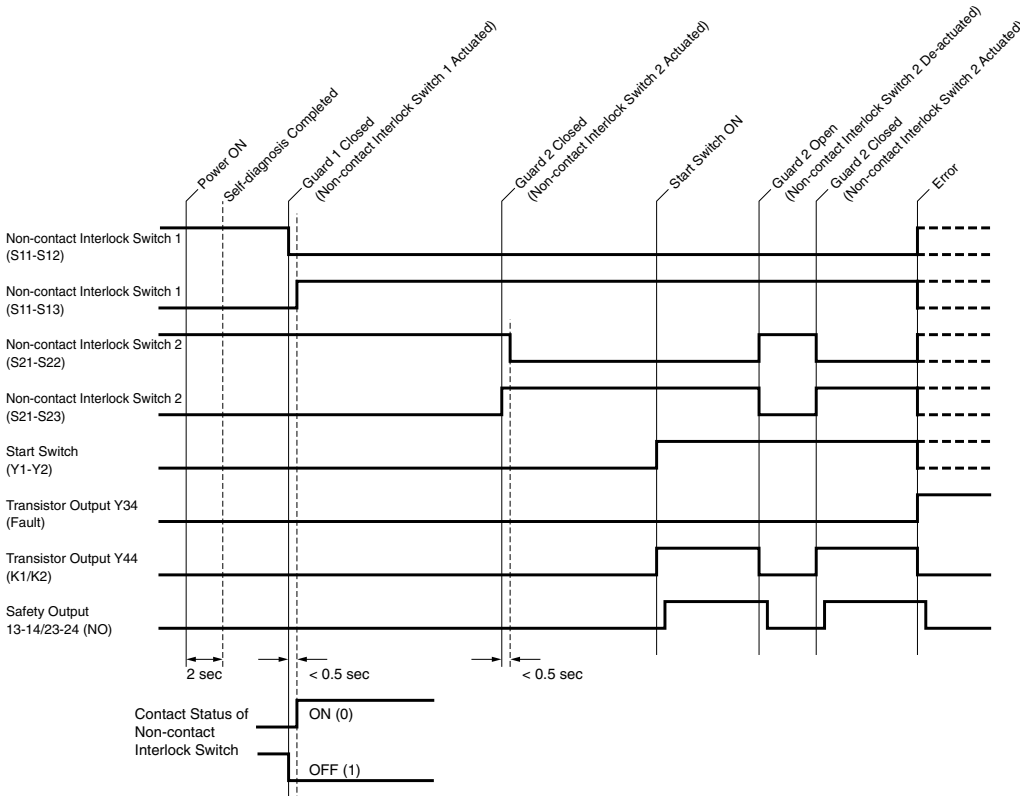 Power ON
Self-diagnosis Completed
Guard 1 Closed
(Non-contact Interlock Switch 1 Actuated)
Guard 2 Closed
(Non-contact Interlock Switch 2 Actuated)
Start Switch ON
Guard 2 Open
(Non-contact Interlock Switch 2 De-actuated)
Guard 2 Closed
(Non-contact Interlock Switch 2 Actuated)
Error
Non-contact Interlock Switch 1
(S11-S12)
Non-contact Interlock Switch 1
(S11-S13)
Non-contact Interlock Switch 2
(S21-S22)
Non-contact Interlock Switch 2
(S21-S23)
Start Switch
(Y1-Y2)
Transistor Output Y34
(Fault)
Transistor Output Y44
(K1/K2)
Safety Output
13-14/23-24 (NO)
2 sec
< 0.5 sec
< 0.5 sec
Contact Status of
Non-contact
Interlock Switch
ON (0)
OFF (1)